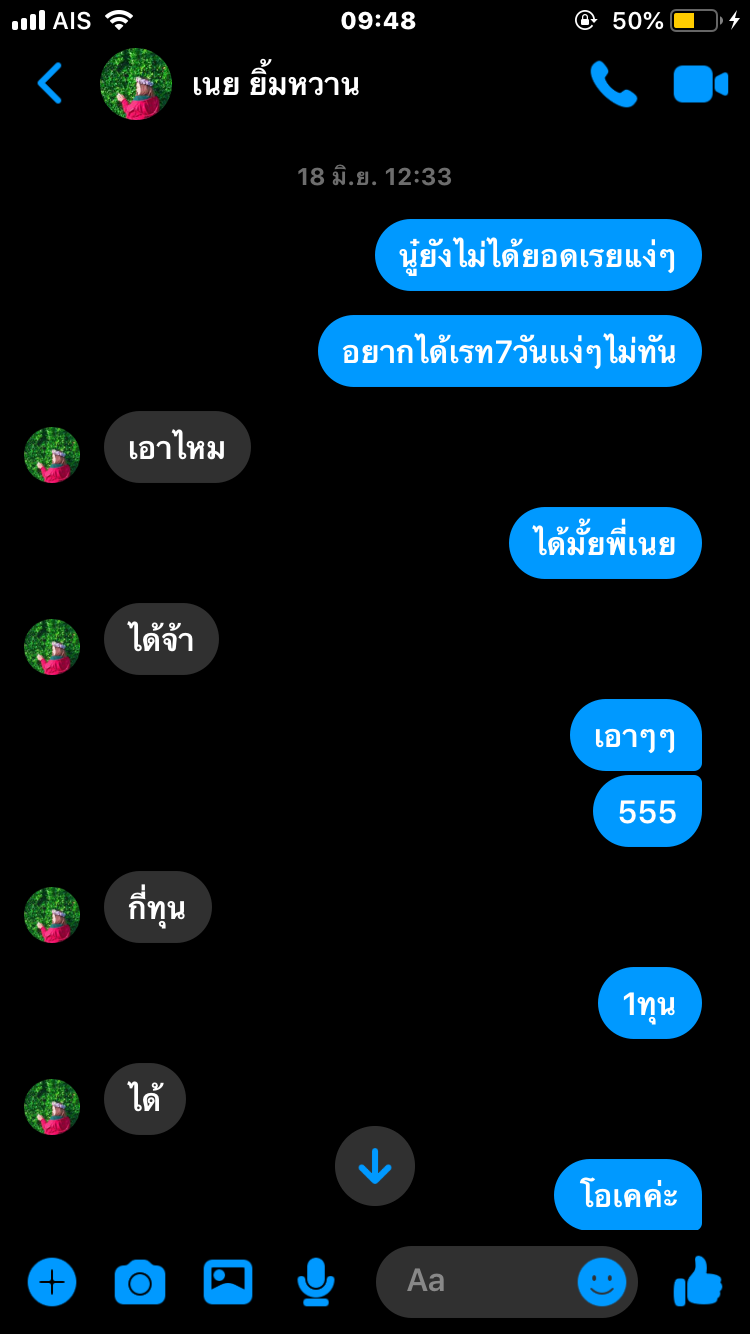 AIS 09:48 50%
เนย ยิ้มหวาน
18 มิ.ย. 12:33
นู๋ยังไม่ได้ยอดเรยแง่ๆ
อยากได้เรท7วันแง่ๆไม่ทัน
เอาไหม
ได้มั้ยพี่เนย
ได้จ้า
เอาๆๆ
555
กี่ทุน
1ทุน
ได้
โอเคค่ะ
Aa